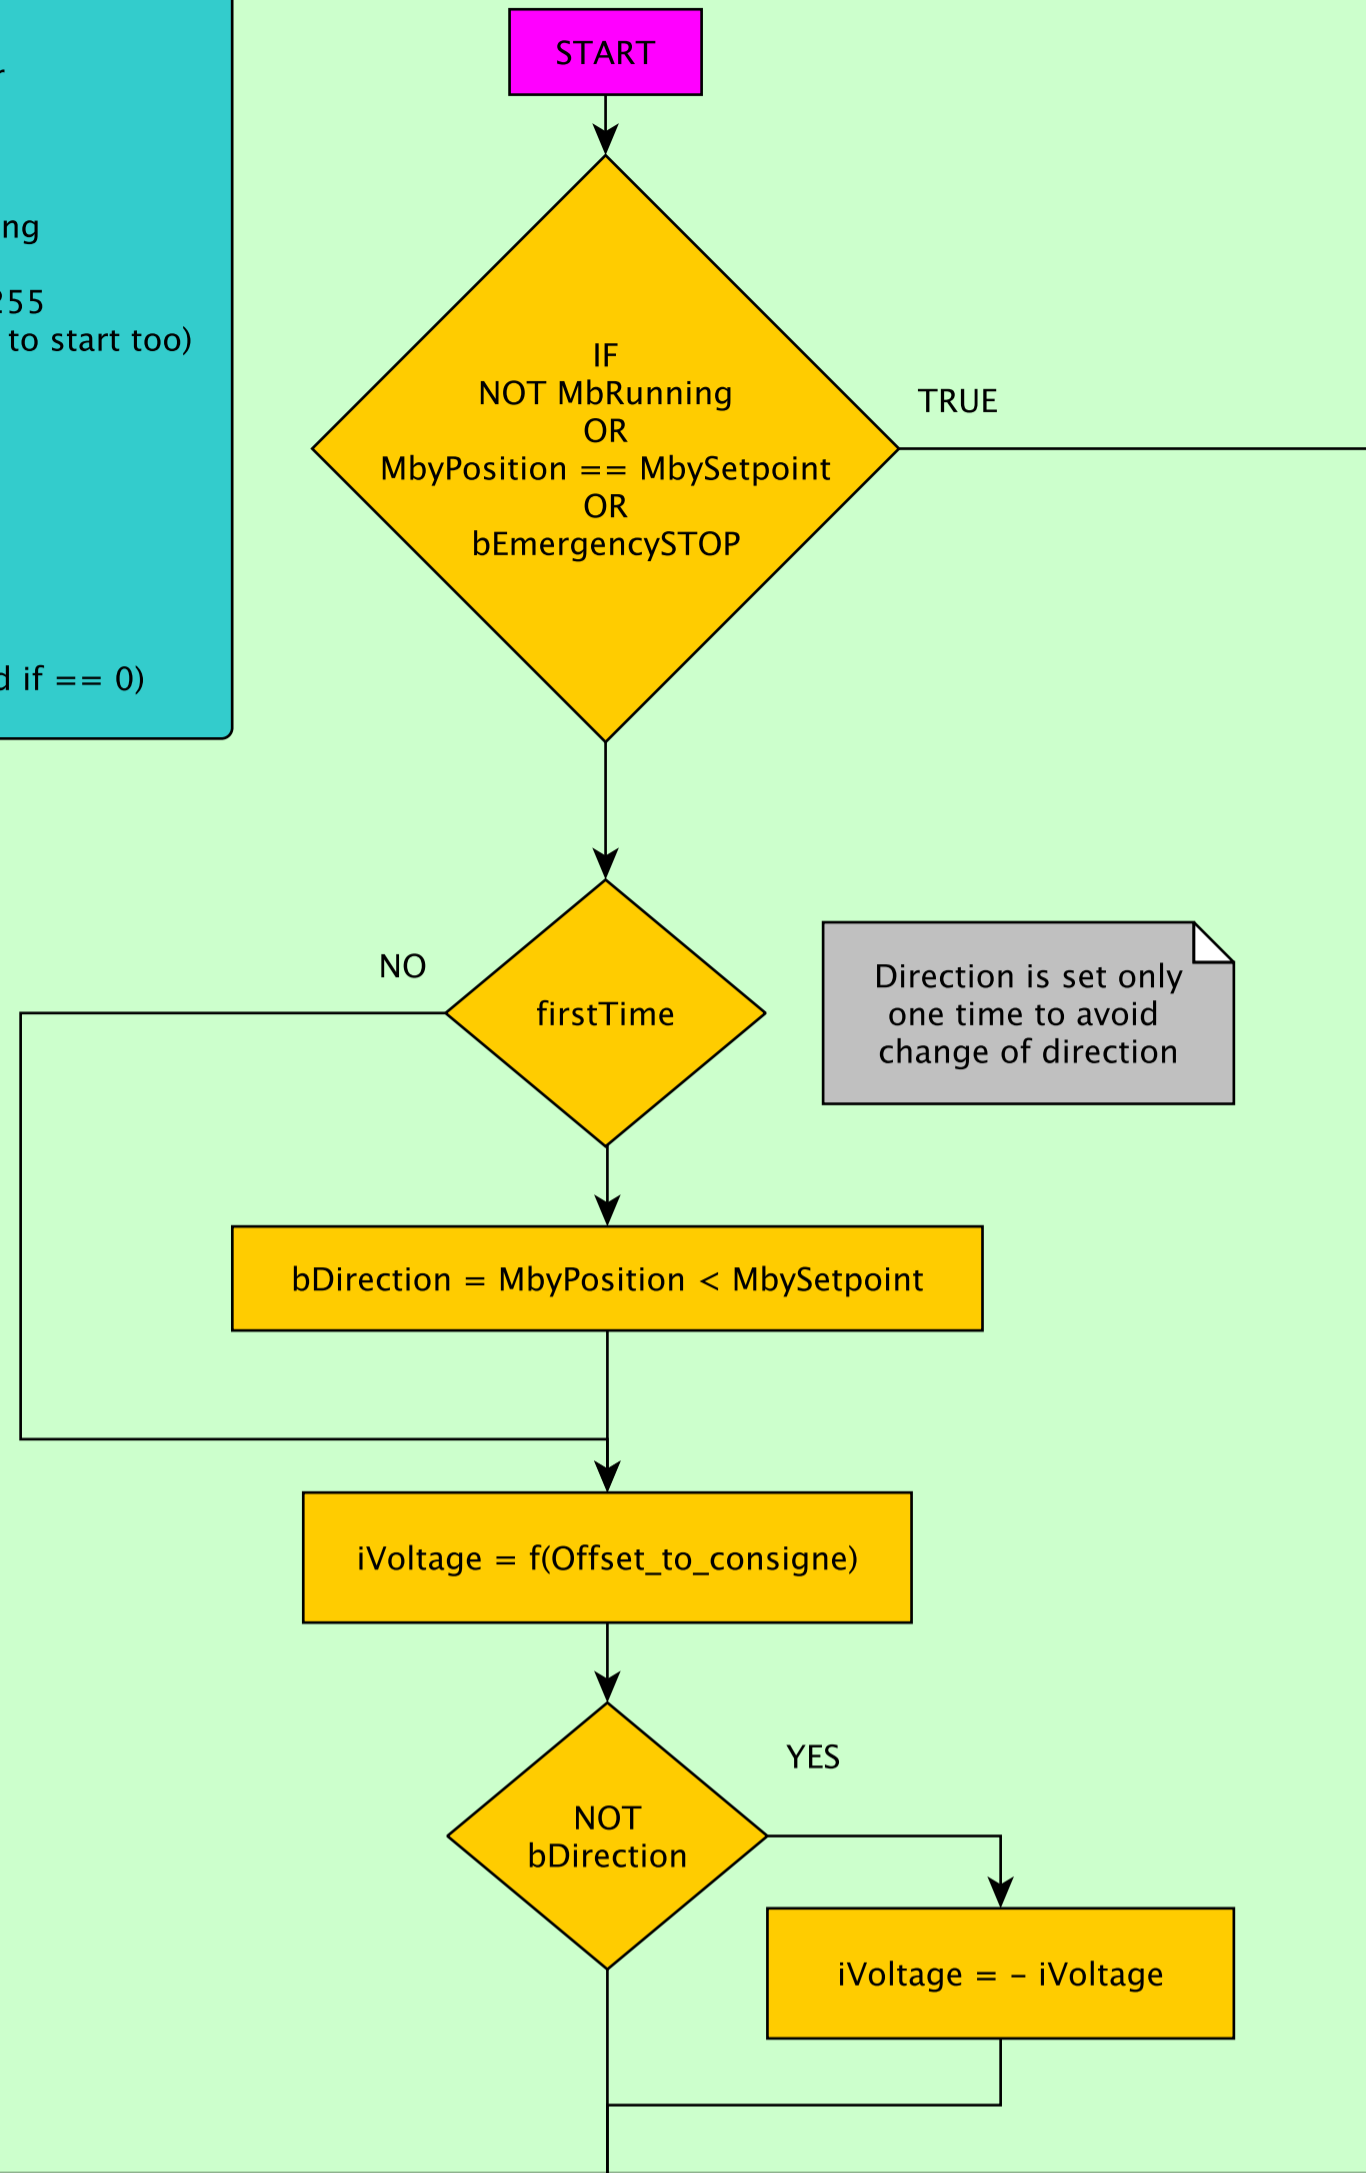 START
ng
255
to start too)
if == 0)
IF
NOT MbRunning
OR
MbyPosition == MbySetpoint
OR
bEmergencySTOP
TRUE
firstTime
NO
Direction is set only
one time to avoid
change of direction
bDirection = MbyPosition < MbySetpoint
iVoltage = f(Offset_to_consigne)
NOT
bDirection
YES
iVoltage = - iVoltage